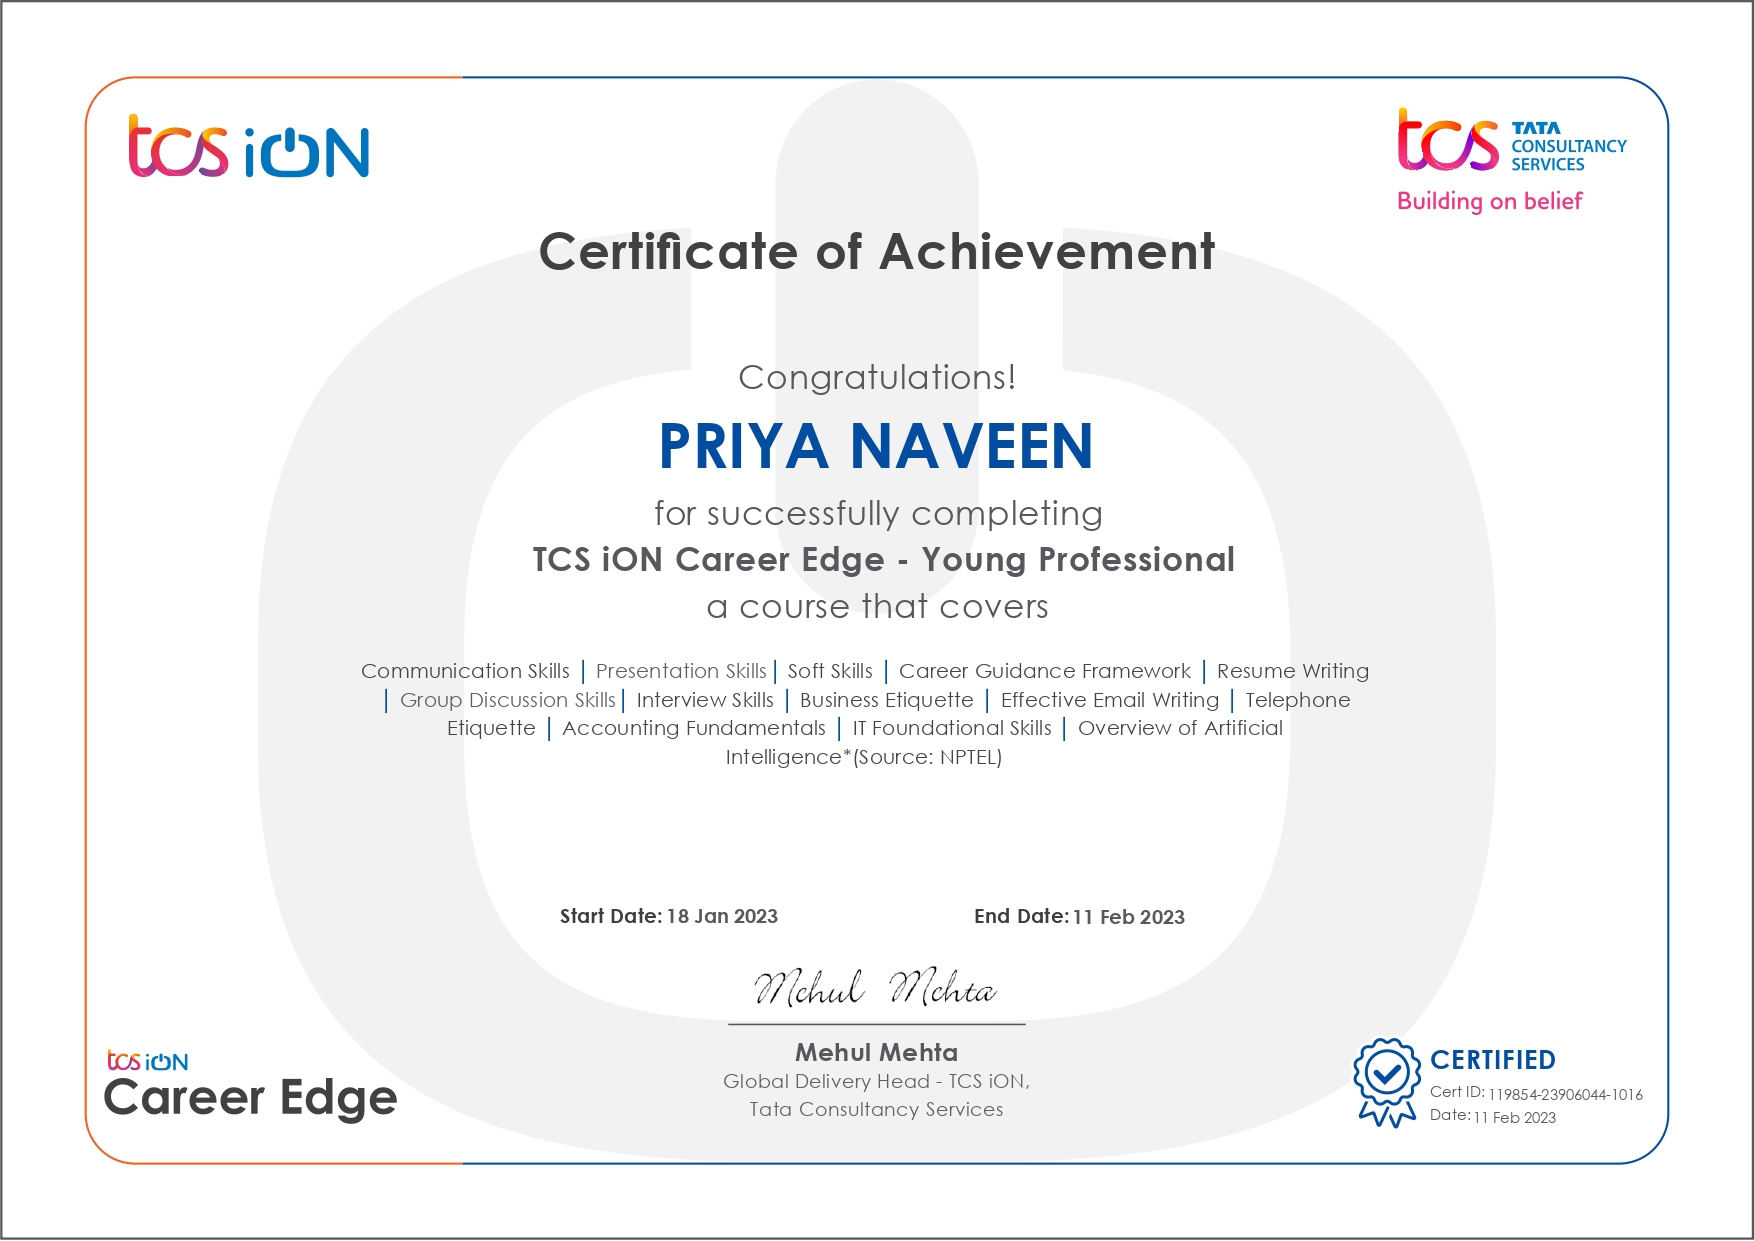 tcs iON
tcs TATA
CONSULTANCY
SERVICES
Building on belief
Certificate of Achievement
Congratulations!
PRIYA NAVEEN
for successfully completing
TCS iON Career Edge - Young Professional
a course that covers
Communication Skills | Presentation Skills | Soft Skills | Career Guidance Framework | Resume Writing
| Group Discussion Skills | Interview Skills | Business Etiquette | Effective Email Writing | Telephone
Etiquette | Accounting Fundamentals | IT Foundational Skills | Overview of Artificial
Intelligence*(Source: NPTEL)
Start Date: 18 Jan 2023 End Date: 11 Feb 2023
Mehul Mehta
Mehul Mehta
Global Delivery Head - TCS iON,
Tata Consultancy Services
tcs iON
Career Edge
CERTIFIED
Cert ID: 119854-23906044-1016
Date: 11 Feb 2023